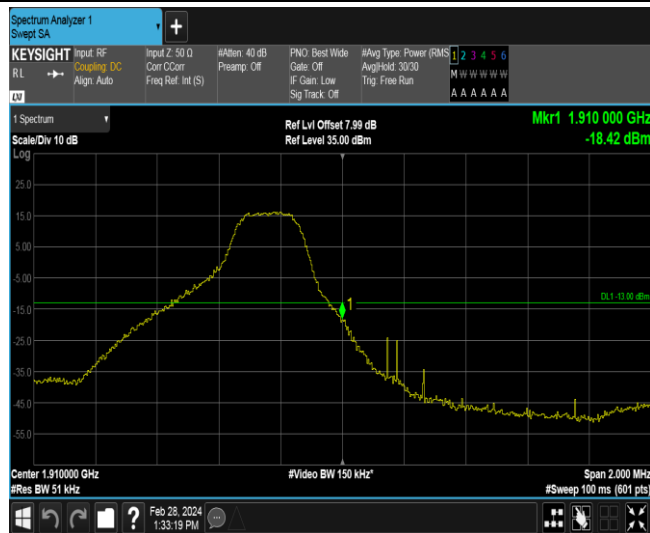 Spectrum Analyzer 1
Swept SA
+
KEYSIGHT
RL
Input: RF
Coupling: DC
Align: Auto
Input Z: 50 Ω
Corr CCorr
Freq Ref: Int (S)
#Atten: 40 dB
Preamp: Off
PNO: Best Wide
Gate: Off
IF Gain: Low
Sig Track: Off
#Avg Type: Power (RMS
Avg|Hold: 30/30
Trig: Free Run
1 2 3 4 5 6
M W W W W W
A A A A A A
LXI
1 Spectrum
Scale/Div 10 dB
Log
Ref Lvl Offset 7.99 dB
Ref Level 35.00 dBm
Mkr1 1.910 000 GHz
-18.42 dBm
25.0
15.0
5.00
-5.00
DL1 -13.00 dBm
1
-15.0
-25.0
-35.0
-45.0
-55.0
Center 1.910000 GHz
#Res BW 51 kHz
#Video BW 150 kHz*
Span 2.000 MHz
#Sweep 100 ms (601 pts)
?
Feb 28, 2024
1:33:19 PM